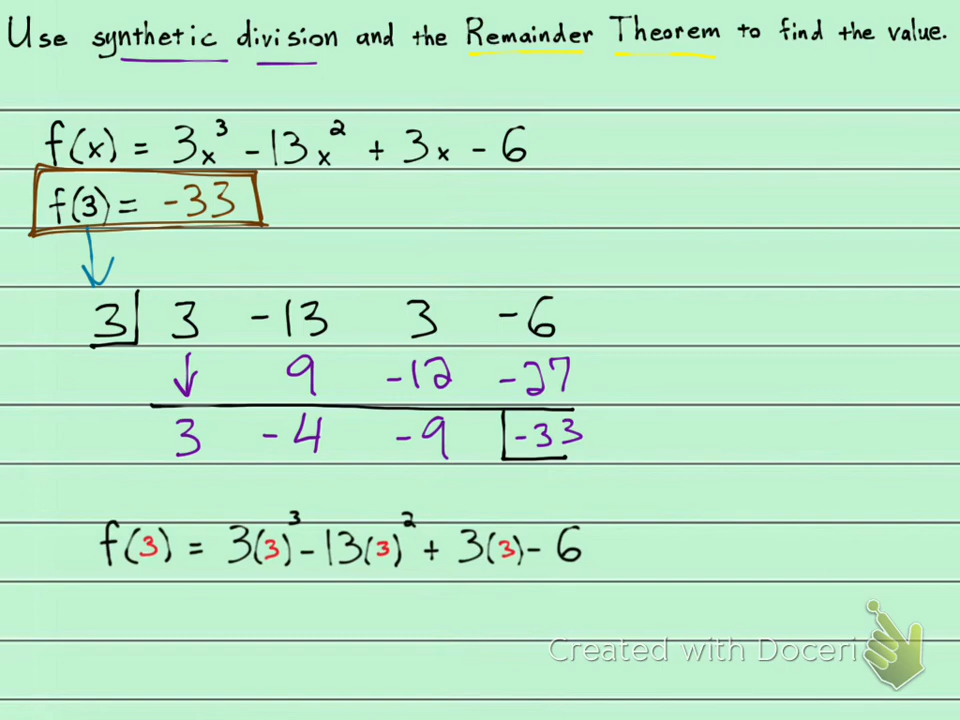 Use synthetic division and the Remainder Theorem to find the value.
f(x) = 3x³ - 13x² + 3x - 6
f(3) = -33
3 3 -13 3 -6
↓ 9 -12 -27
3 -4 -9 -33
f(3) = 3(3)³ - 13(3)² + 3(3) - 6
Created with Doceri